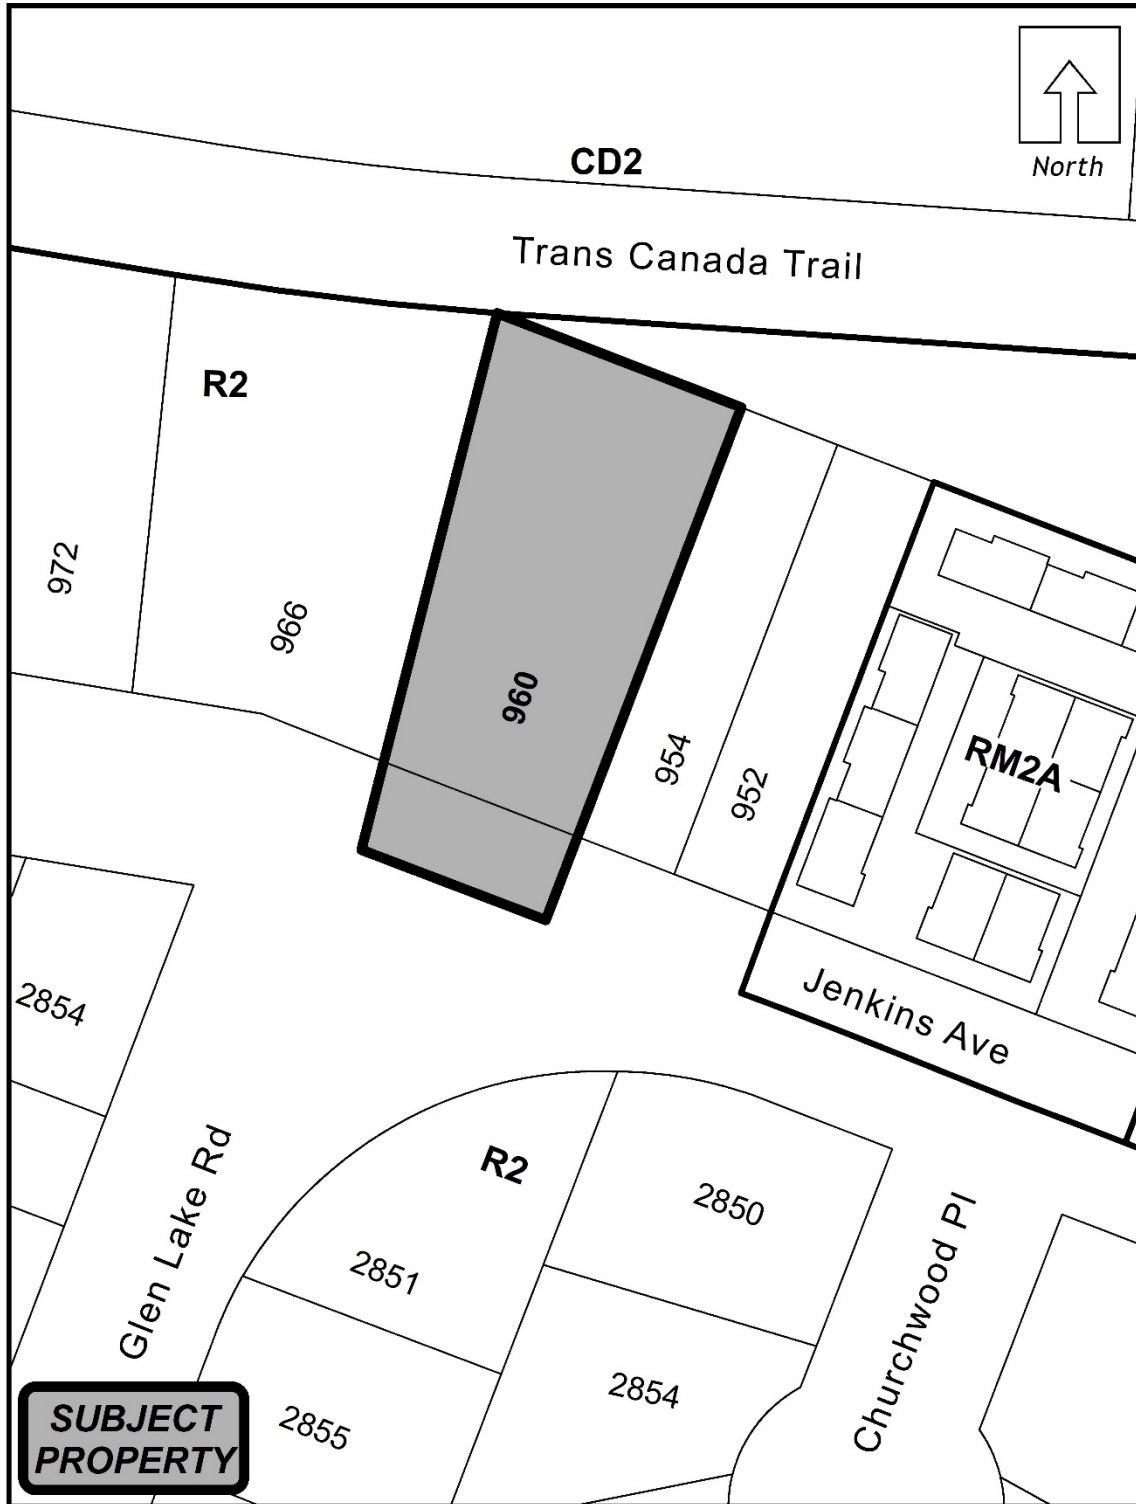 CD2
North
Trans Canada Trail
R2
972
966
960
954
952
RM2A
2854
Jenkins Ave
Glen Lake Rd
R2
2850
2851
2854
Churchwood Pl
2855
SUBJECT
PROPERTY